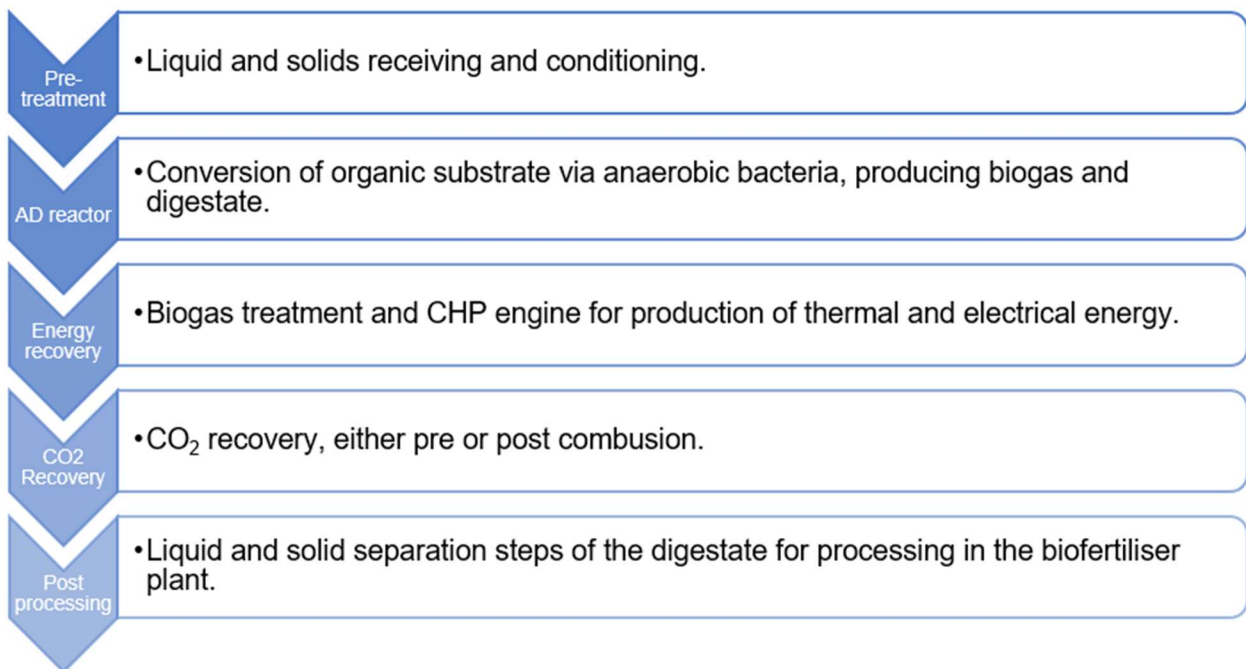 Pre-
treatment
•Liquid and solids receiving and conditioning.
AD reactor
•Conversion of organic substrate via anaerobic bacteria, producing biogas and
digestate.
Energy
recovery
•Biogas treatment and CHP engine for production of thermal and electrical energy.
CO2
Recovery
•CO₂ recovery, either pre or post combusion.
Post
processing
•Liquid and solid separation steps of the digestate for processing in the biofertiliser
plant.